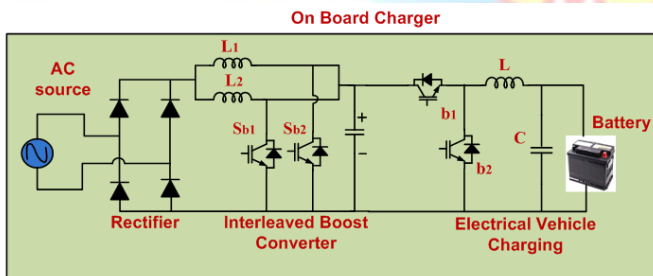 On Board Charger
AC
source
L1
L2
Sb1
Sb2
+
−
b1
L
b2
C
Battery
Rectifier
Interleaved Boost
Converter
Electrical Vehicle
Charging